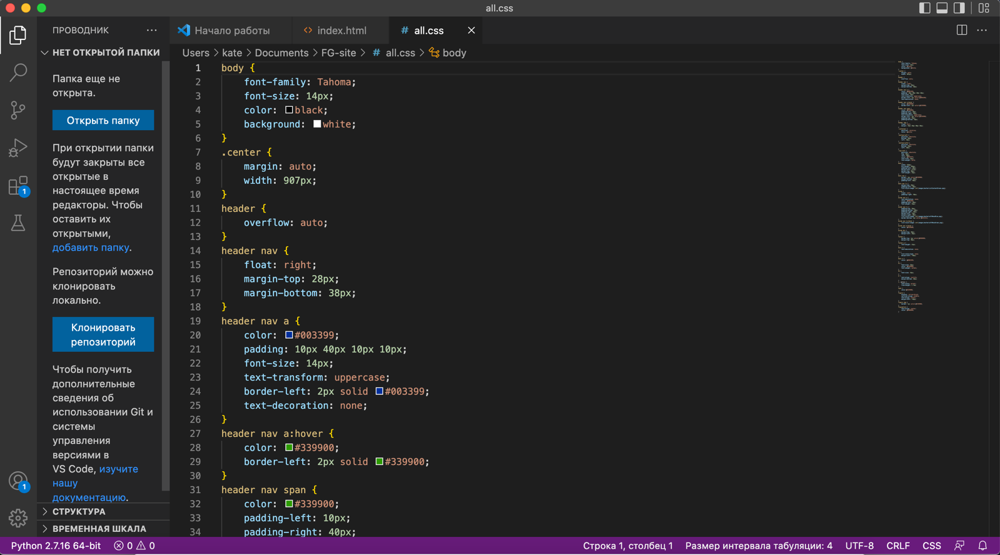 all.css
ПРОВОДНИК
Начало работы
index.html
# all.css
НЕТ ОТКРЫТОЙ ПАПКИ
Папка еще не
открыта.
Открыть папку
При открытии папки
будут закрыты все
открытые в
настоящее время
редакторы. Чтобы
оставить их
открытыми,
добавить папку.
Репозиторий можно
клонировать
локально.
Клонировать
репозиторий
Чтобы получить
дополнительные
сведения об
использовании Git и
системы
управления
версиями в
VS Code, изучите
нашу
документацию.
СТРУКТУРА
ВРЕМЕННАЯ ШКАЛА
1
1
Users > kate > Documents > FG-site > # all.css > body
1 body {
2 font-family: Tahoma;
3 font-size: 14px;
4 color: black;
5 background: white;
6 }
7 .center {
8 margin: auto;
9 width: 907px;
10 }
11 header {
12 overflow: auto;
13 }
14 header nav {
15 float: right;
16 margin-top: 28px;
17 margin-bottom: 38px;
18 }
19 header nav a {
20 color: #003399;
21 padding: 10px 40px 10px 10px;
22 font-size: 14px;
23 text-transform: uppercase;
24 border-left: 2px solid #003399;
25 text-decoration: none;
26 }
27 header nav a:hover {
28 color: #339900;
29 border-left: 2px solid #339900;
30 }
31 header nav span {
32 color: #339900;
33 padding-left: 10px;
34 padding-right: 40px;
Python 2.7.16 64-bit 0 0 Строка 1, столбец 1 Размер интервала табуляции: 4 UTF-8 CRLF CSS